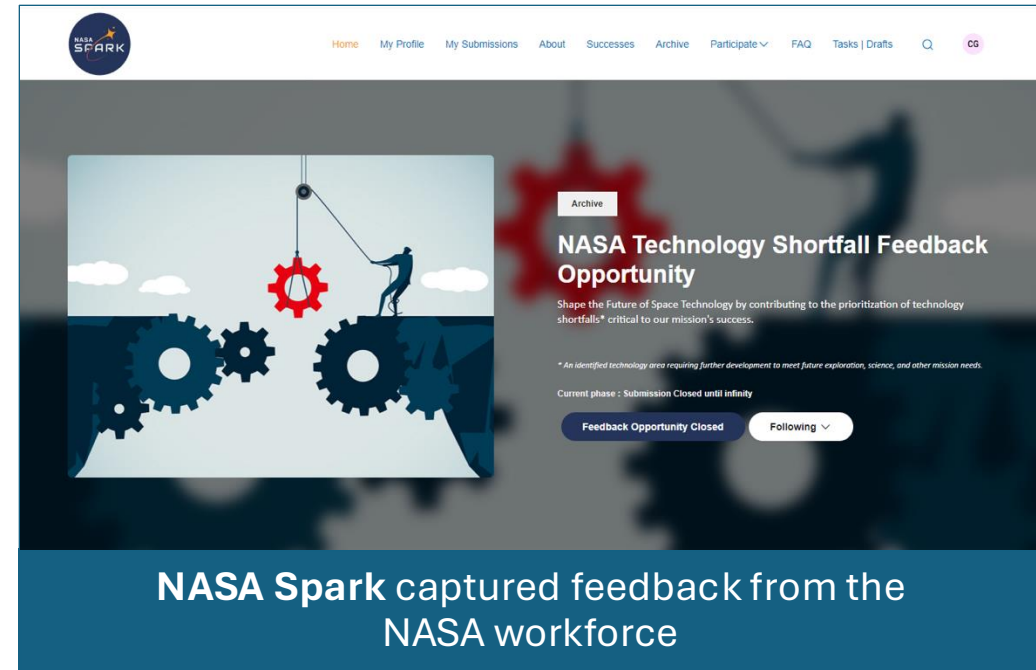 NASA
SPARK
Home My Profile My Submissions About Successes Archive Participate FAQ Tasks | Drafts CG
Archive
NASA Technology Shortfall Feedback
Opportunity
Shape the Future of Space Technology by contributing to the prioritization of technology
shortfalls* critical to our mission's success.
* An identified technology area requiring further development to meet future exploration, science, and other mission needs.
Current phase : Submission Closed until infinity
Feedback Opportunity Closed Following
NASA Spark captured feedback from the
NASA workforce